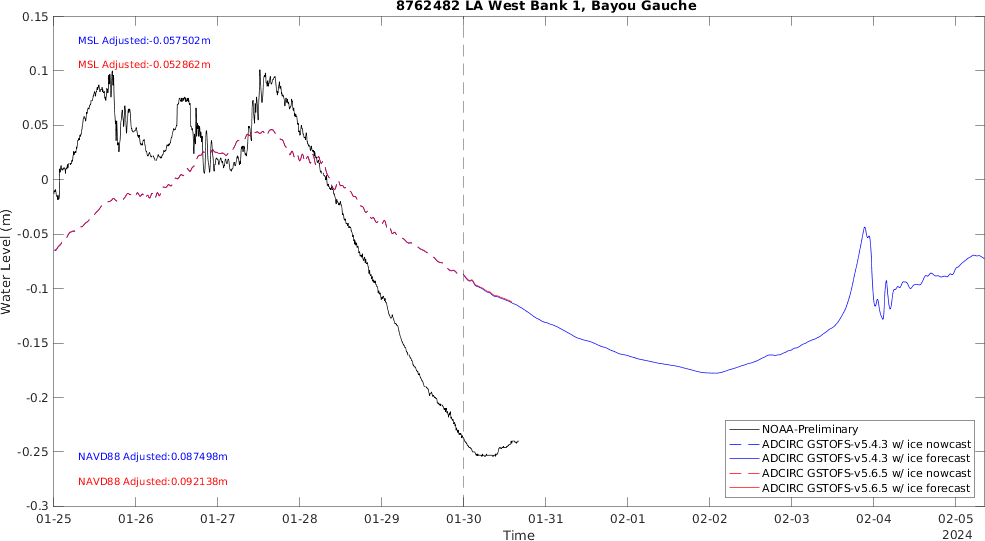 8762482 LA West Bank 1, Bayou Gauche
0.15
MSL Adjusted:-0.057502m
MSL Adjusted:-0.052862m
0.1
0.05
0
-0.05
-0.1
-0.15
-0.2
-0.25
-0.3
Water Level (m)
NAVD88 Adjusted:0.087498m
NAVD88 Adjusted:0.092138m
NOAA-Preliminary
ADCIRC GSTOFS-v5.4.3 w/ ice nowcast
ADCIRC GSTOFS-v5.4.3 w/ ice forecast
ADCIRC GSTOFS-v5.6.5 w/ ice nowcast
ADCIRC GSTOFS-v5.6.5 w/ ice forecast
01-25 01-26 01-27 01-28 01-29 01-30 01-31 02-01 02-02 02-03 02-04 02-05
Time
2024